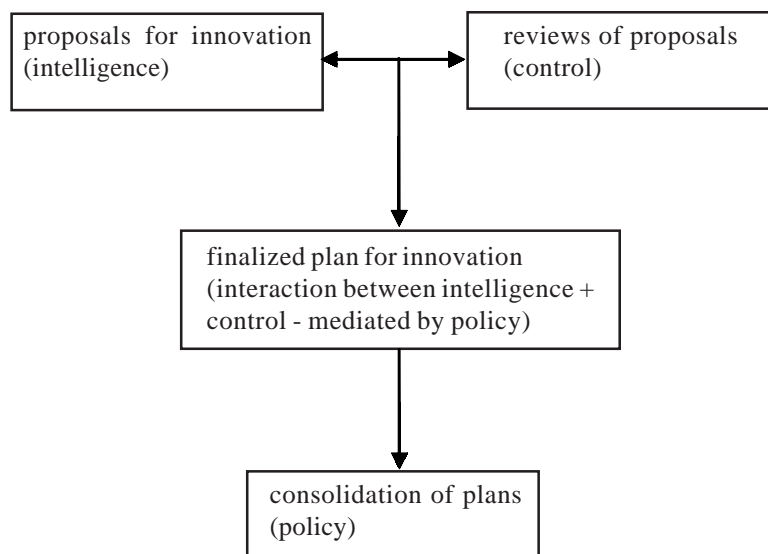 proposals for innovation
(intelligence)
reviews of proposals
(control)
finalized plan for innovation
(interaction between intelligence +
control - mediated by policy)
consolidation of plans
(policy)